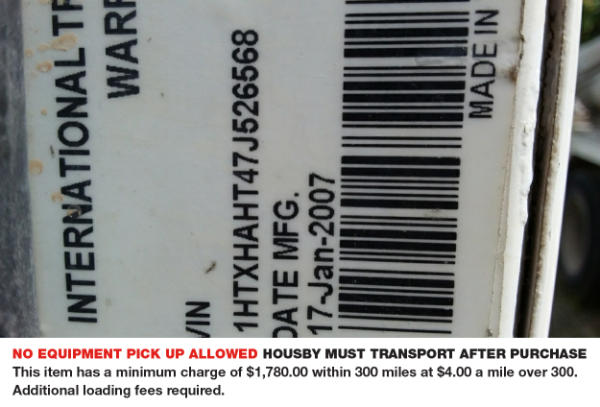 INTERNATIONAL TR
WARR
VIN
1HTXHAHT47J526568
DATE MFG.
17-Jan-2007
MADE IN
NO EQUIPMENT PICK UP ALLOWED HOUSBY MUST TRANSPORT AFTER PURCHASE
This item has a minimum charge of $1,780.00 within 300 miles at $4.00 a mile over 300.
Additional loading fees required.